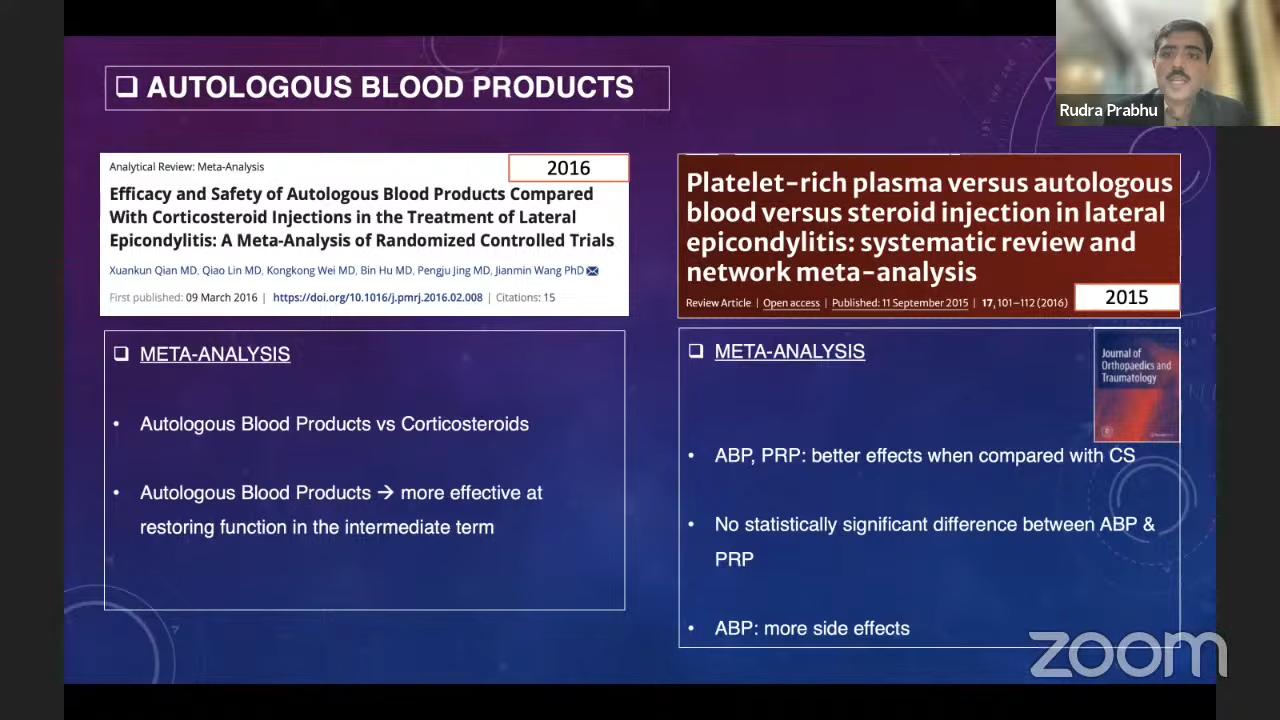 ❑ AUTOLOGOUS BLOOD PRODUCTS
Rudra Prabhu
Analytical Review: Meta-Analysis
2016
Efficacy and Safety of Autologous Blood Products Compared
With Corticosteroid Injections in the Treatment of Lateral
Epicondylitis: A Meta-Analysis of Randomized Controlled Trials
Xuankun Qian MD, Qiao Lin MD, Kongkong Wei MD, Bin Hu MD, Pengju Jing MD, Jianmin Wang PhD
First published: 09 March 2016 | https://doi.org/10.1016/j.pmrj.2016.02.008 | Citations: 15
❑ META-ANALYSIS
• Autologous Blood Products vs Corticosteroids
• Autologous Blood Products → more effective at
restoring function in the intermediate term
Platelet-rich plasma versus autologous
blood versus steroid injection in lateral
epicondylitis: systematic review and
network meta-analysis
Review Article | Open access | Published: 11 September 2015 | 17, 101–112 (2016)
2015
❑ META-ANALYSIS
Journal of
Orthopaedics and
Traumatology
• ABP, PRP: better effects when compared with CS
• No statistically significant difference between ABP &
PRP
• ABP: more side effects
zoom